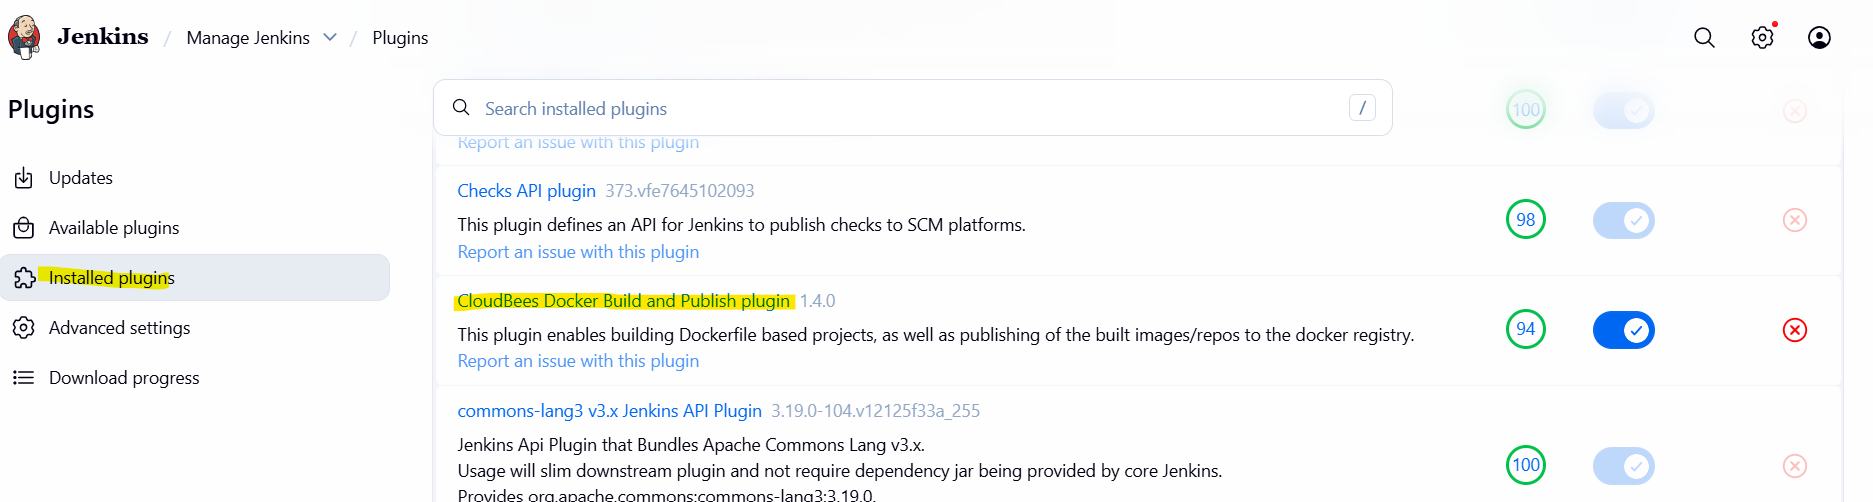 Jenkins / Manage Jenkins / Plugins
Plugins
Updates
Available plugins
Installed plugins
Advanced settings
Download progress
Search installed plugins /
100
Report an issue with this plugin
Checks API plugin 373.vfe7645102093
This plugin defines an API for Jenkins to publish checks to SCM platforms.
Report an issue with this plugin
98
CloudBees Docker Build and Publish plugin 1.4.0
This plugin enables building Dockerfile based projects, as well as publishing of the built images/repos to the docker registry.
Report an issue with this plugin
94
commons-lang3 v3.x Jenkins API Plugin 3.19.0-104.v12125f33a_255
Jenkins Api Plugin that Bundles Apache Commons Lang v3.x.
Usage will slim downstream plugin and not require dependency jar being provided by core Jenkins.
Provides org.apache.commons:commons-lang3:3.19.0.
100